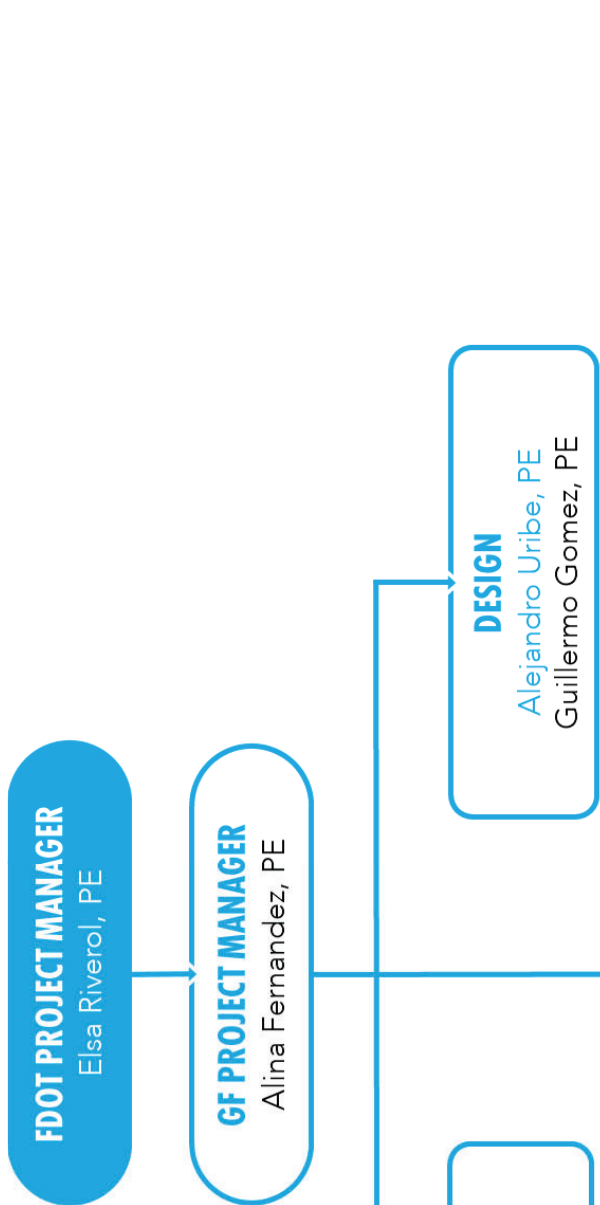 FDOT PROJECT MANAGER
Elsa Riverol, PE
GF PROJECT MANAGER
Alina Fernandez, PE
DESIGN
Alejandro Uribe, PE
Guillermo Gomez, PE